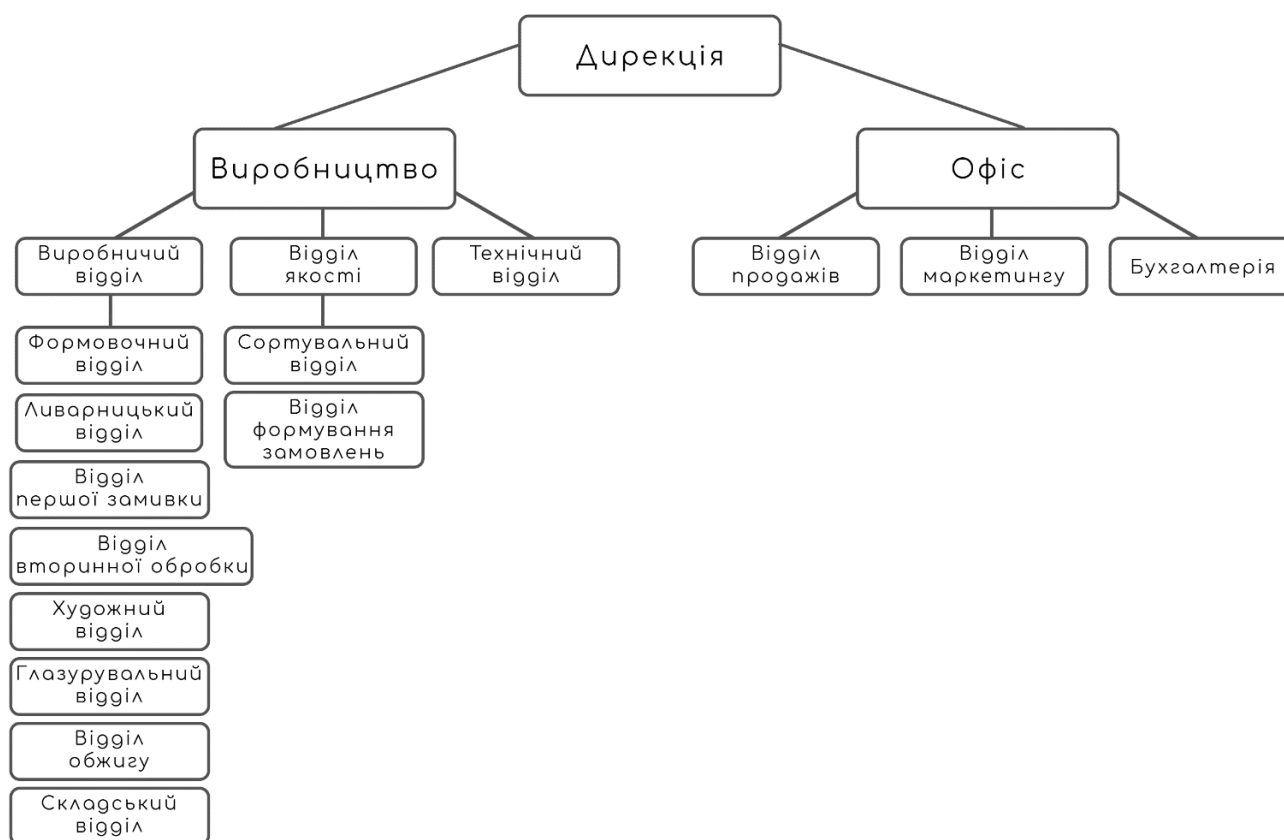 Дирекція
Виробництво
Офіс
Виробничий
відділ
Відділ
якості
Технічний
відділ
Відділ
продажів
Відділ
маркетингу
Бухгалтерія
Формовочний
відділ
Сортувальний
відділ
Ливарницький
відділ
Відділ
формування
замовлень
Відділ
першої замивки
Відділ
вторинної обробки
Художний
відділ
Глазурувальний
відділ
Відділ
обжигу
Складський
відділ